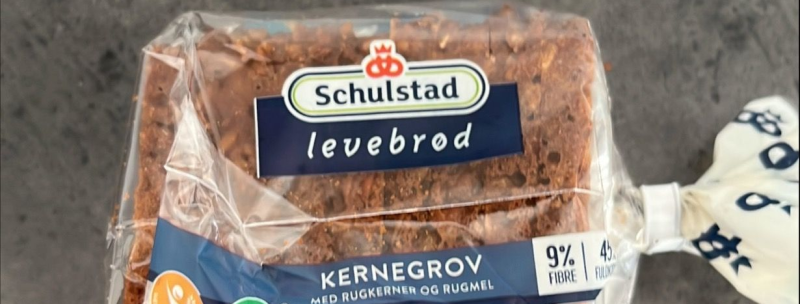 Schulstad
levebrød
KERNEGROV
MED RUGKERNER OG RUGMEL
9%
FIBRE